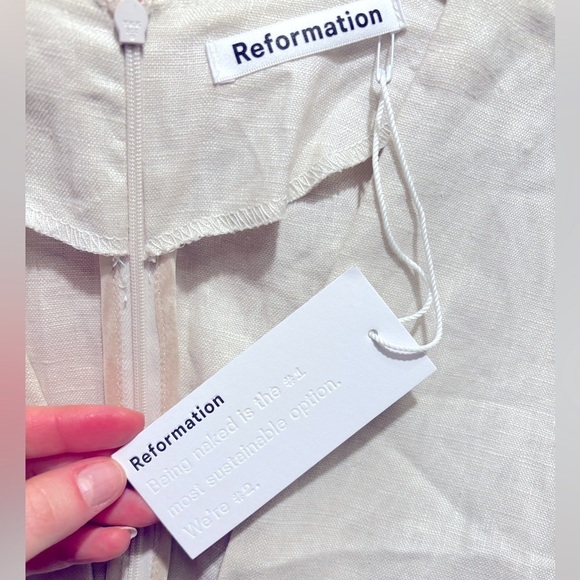 Reformation
Reformation
Being naked is the #1
most sustainable option.
We're #2.